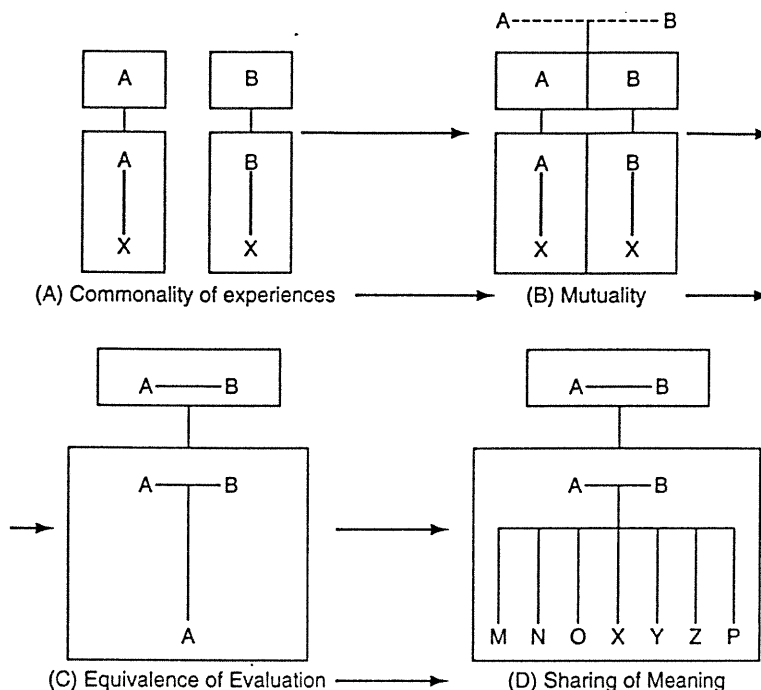 A B
A B
A B
A B
A B
X X
X X
(A) Commonality of experiences
(B) Mutuality
A B
A B
A B
A B
A
M N O X Y Z P
(C) Equivalence of Evaluation
(D) Sharing of Meaning